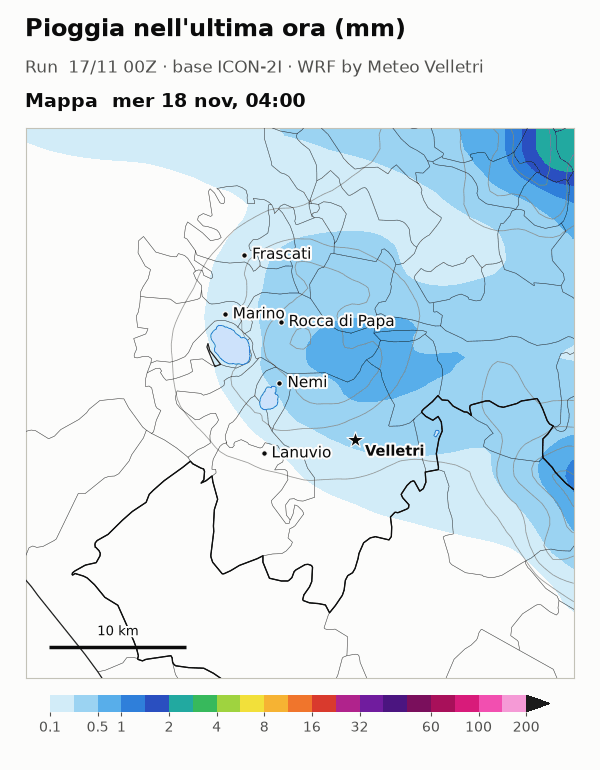 Pioggia nell'ultima ora (mm)
Run  17/11 00Z · base ICON-2I · WRF by Meteo Velletri
Mappa  mer 18 nov, 04:00
Frascati
Marino
Rocca di Papa
Nemi
Velletri
Lanuvio
10 km
0.1 0.5 1 2 4 8 16 32 60 100 200